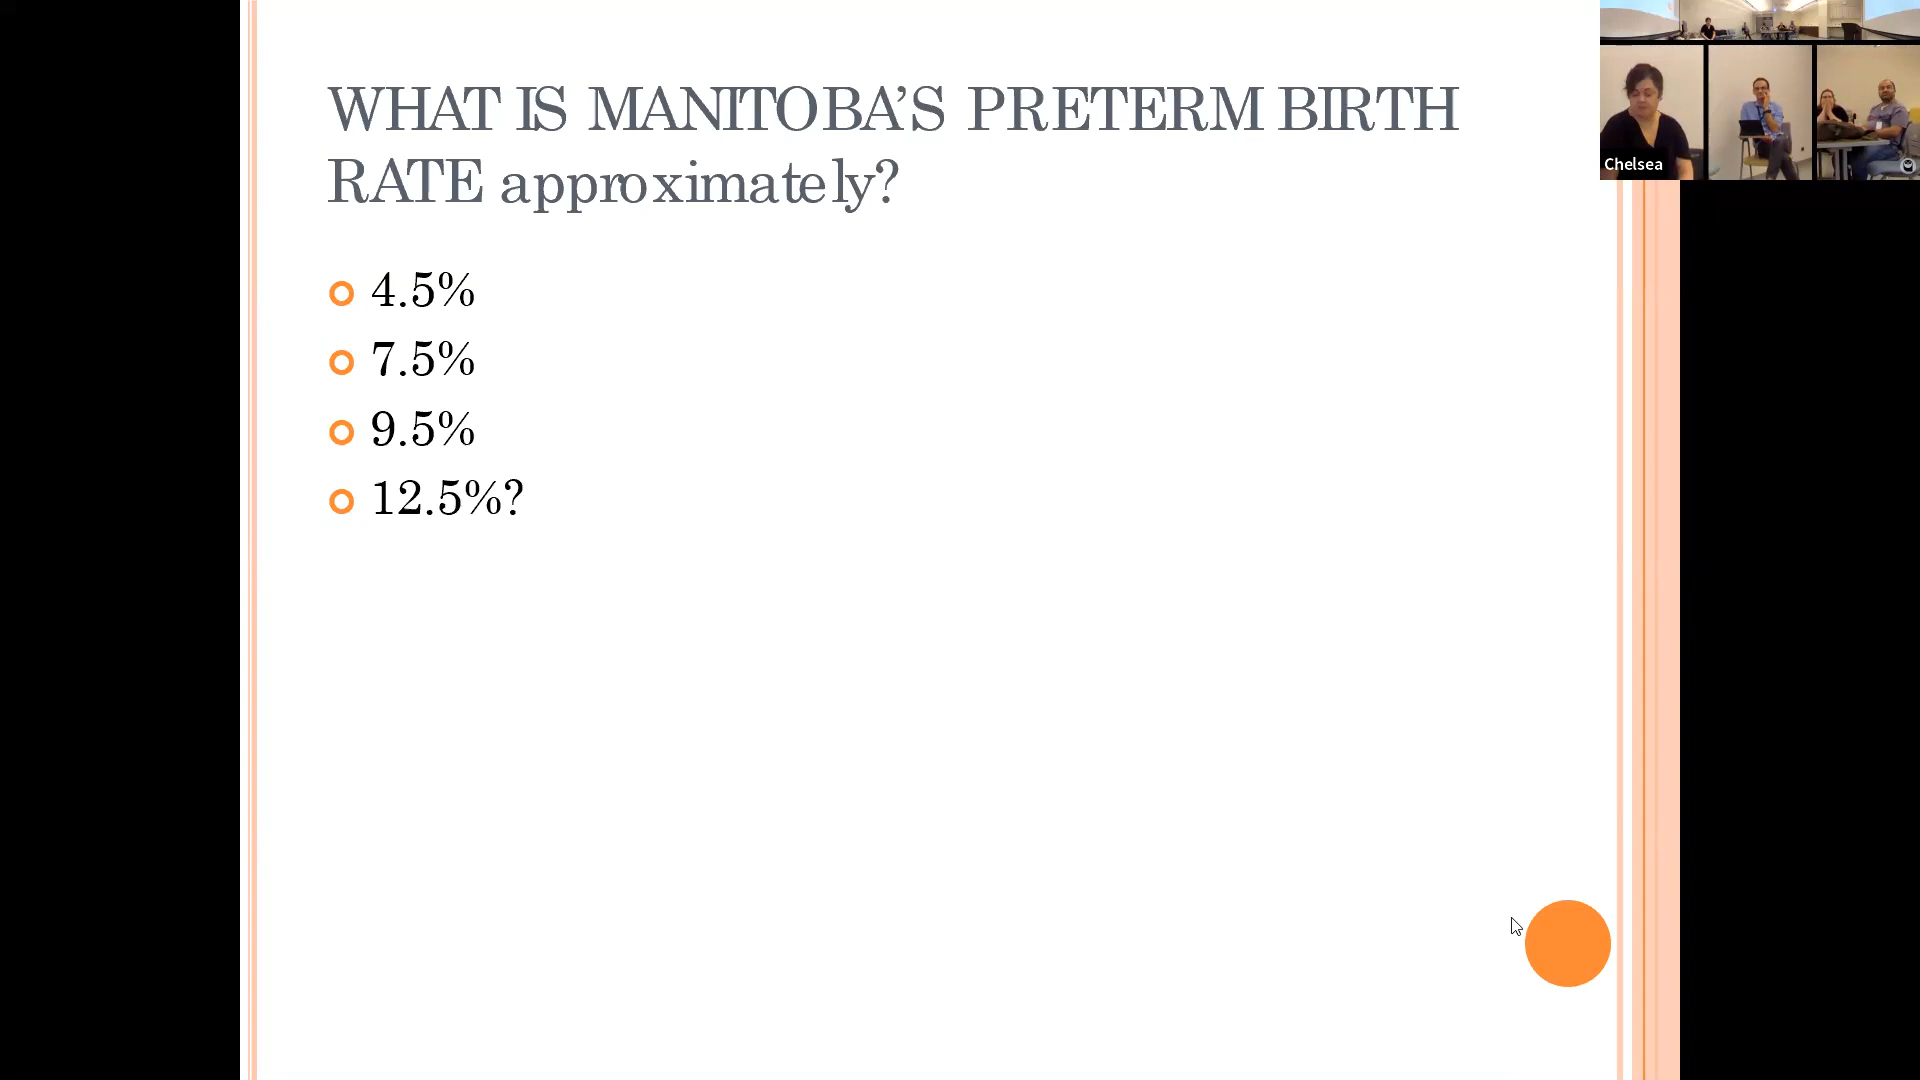 WHAT IS MANITOBA’S PRETERM BIRTH
RATE approximately?
4.5%
7.5%
9.5%
12.5%?
Chelsea